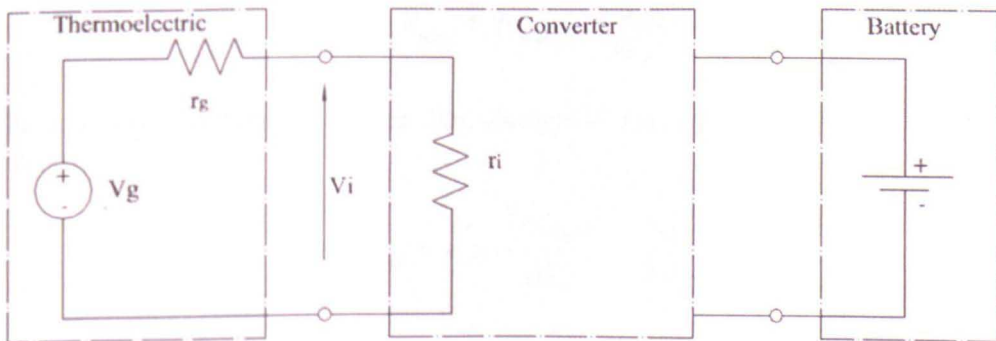 Thermoelectric
Converter
Battery
rg
ri
Vg
Vi
+
-
+
-